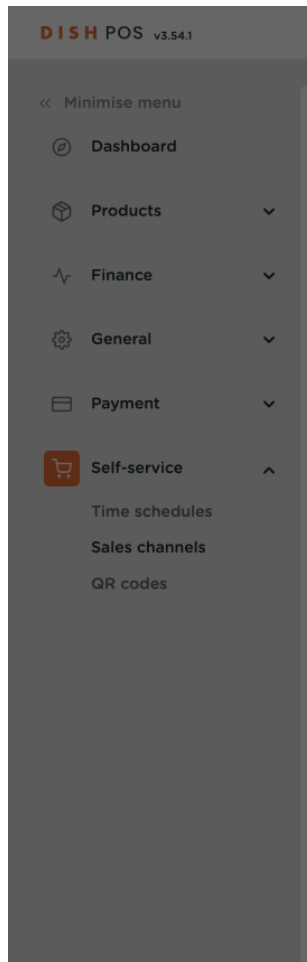 DISH POS v3.54.1
« Minimise menu
Dashboard
Products
Finance
General
Payment
Self-service
Time schedules
Sales channels
QR codes